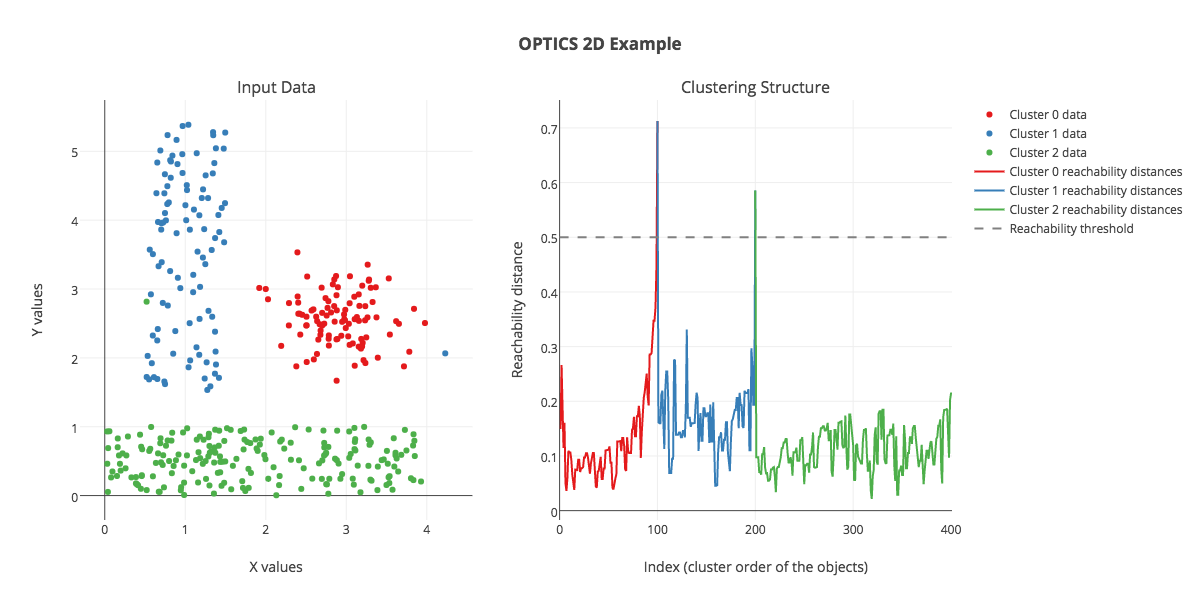 OPTICS 2D Example
Input Data
Y values
5
4
3
2
1
0
0 1 2 3 4
X values
Clustering Structure
Reachability distance
0.7
0.6
0.5
0.4
0.3
0.2
0.1
0
0 100 200 300 400
Index (cluster order of the objects)
Cluster 0 data
Cluster 1 data
Cluster 2 data
Cluster 0 reachability distances
Cluster 1 reachability distances
Cluster 2 reachability distances
Reachability threshold